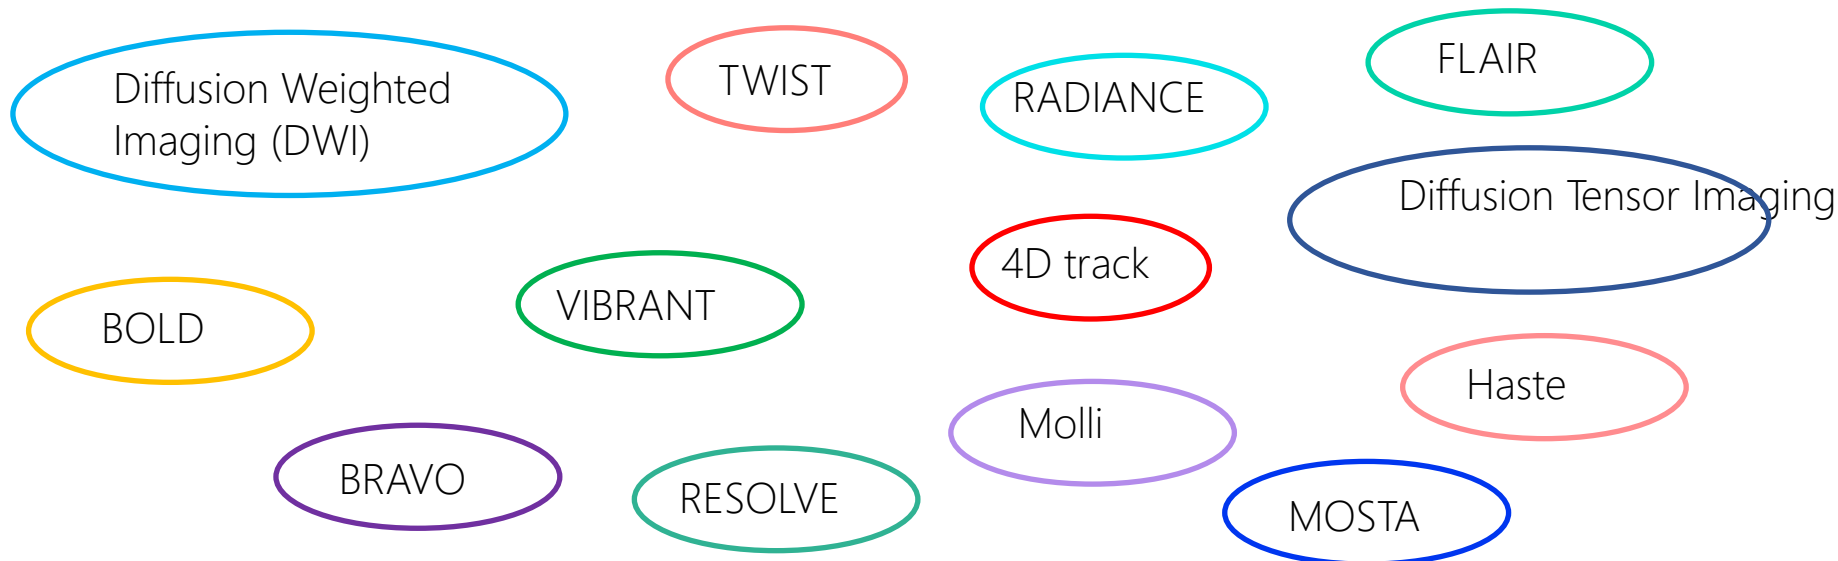 Diffusion Weighted
Imaging (DWI)
TWIST
RADIANCE
FLAIR
Diffusion Tensor Imaging
4D track
VIBRANT
BOLD
Haste
Molli
BRAVO
RESOLVE
MOSTA